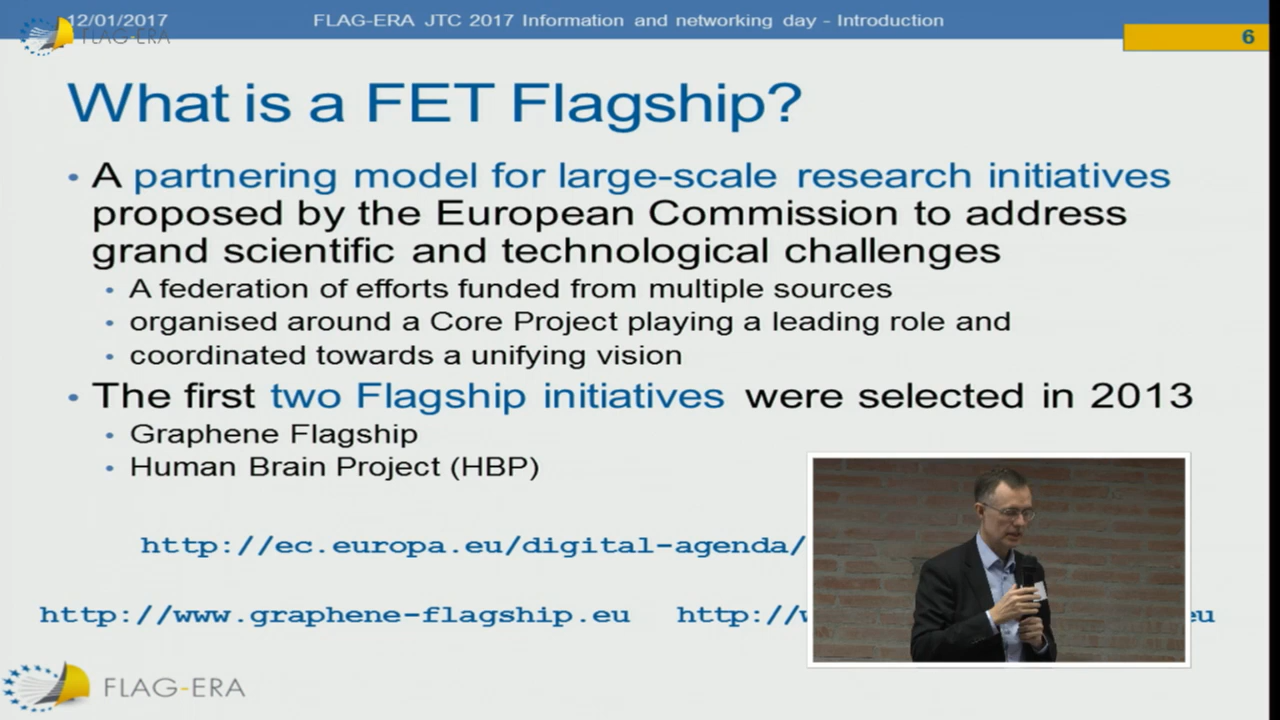 12/01/2017
FLAG-ERA JTC 2017 Information and networking day - Introduction
FLAG-ERA
6
What is a FET Flagship?
• A partnering model for large-scale research initiatives
proposed by the European Commission to address
grand scientific and technological challenges
• A federation of efforts funded from multiple sources
• organised around a Core Project playing a leading role and
• coordinated towards a unifying vision
• The first two Flagship initiatives were selected in 2013
• Graphene Flagship
• Human Brain Project (HBP)
http://ec.europa.eu/digital-agenda/
http://www.graphene-flagship.eu http://
FLAG-ERA